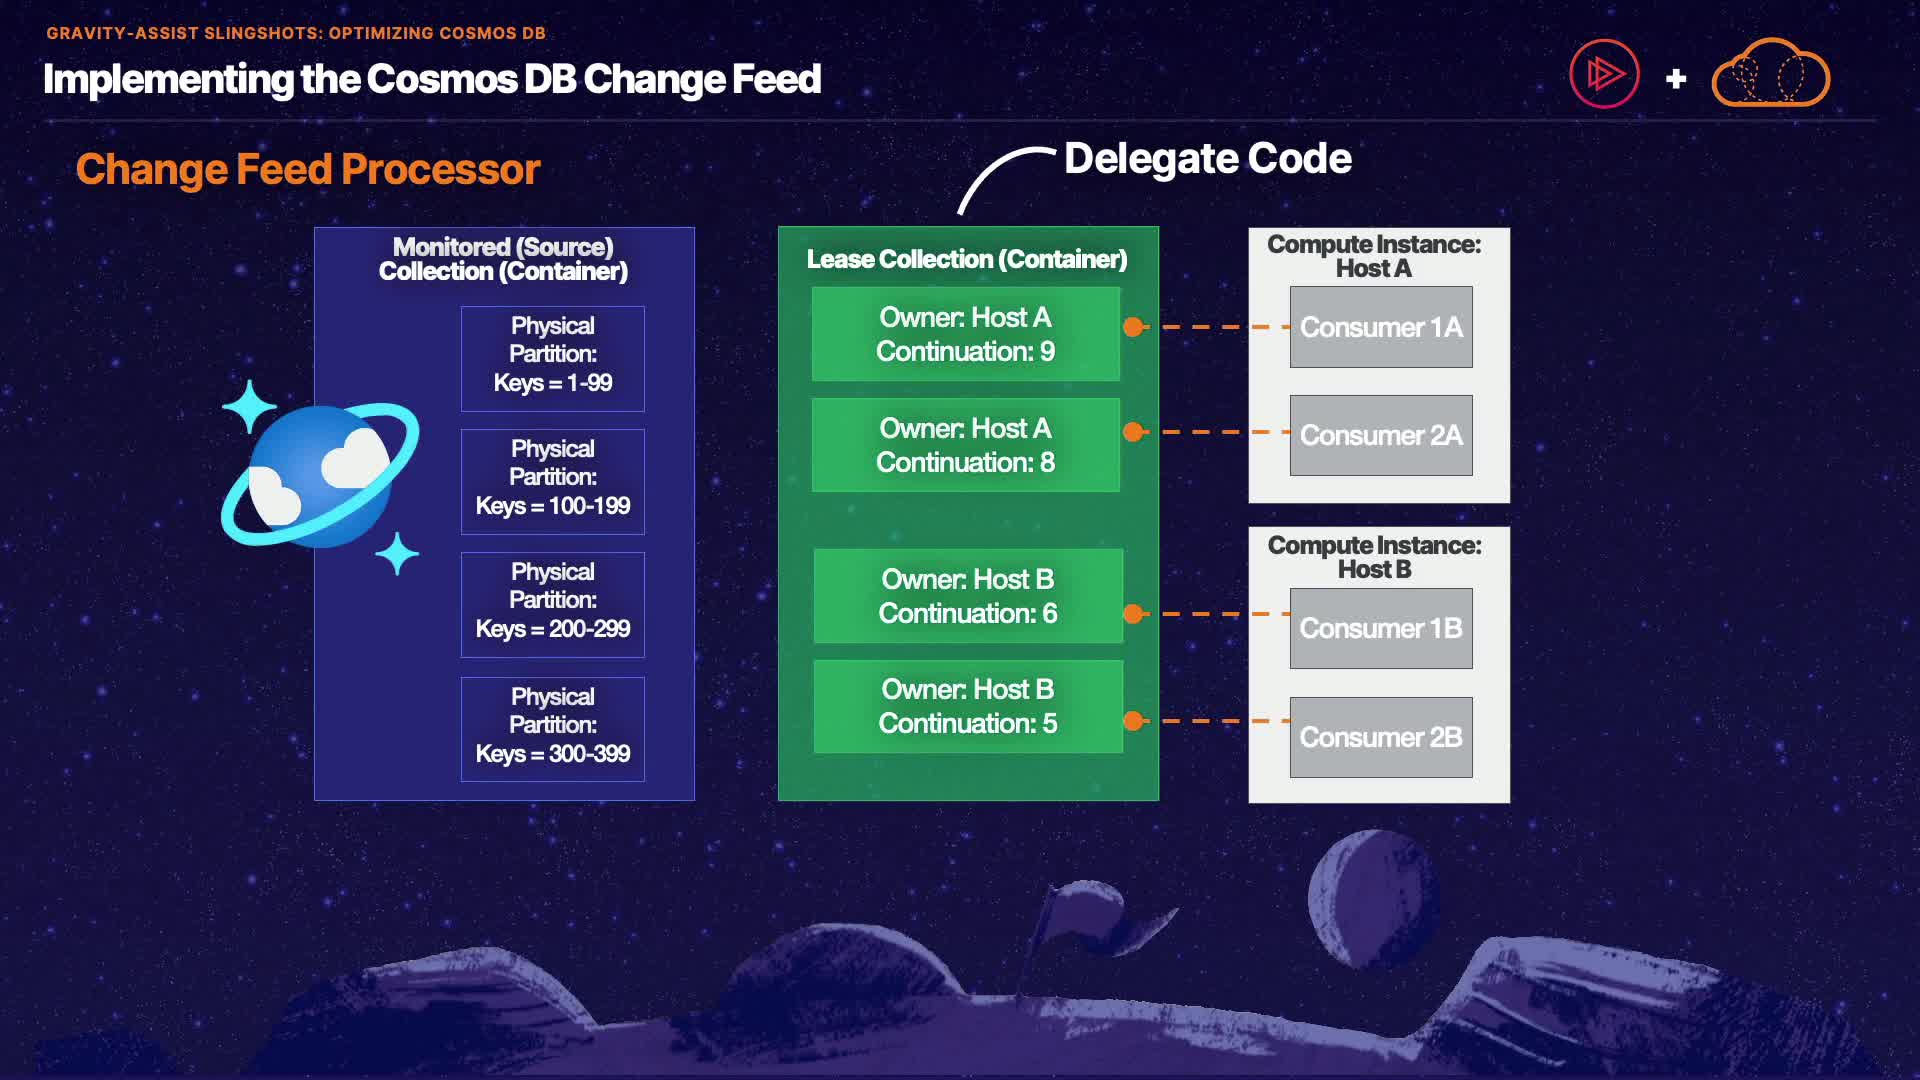 GRAVITY-ASSIST SLINGSHOTS: OPTIMIZING COSMOS DB
Implementing the Cosmos DB Change Feed
Change Feed Processor
Delegate Code
Monitored (Source)
Collection (Container)
Physical
Partition:
Keys = 1-99
Physical
Partition:
Keys = 100-199
Physical
Partition:
Keys = 200-299
Physical
Partition:
Keys = 300-399
Lease Collection (Container)
Owner: Host A
Continuation: 9
Owner: Host A
Continuation: 8
Owner: Host B
Continuation: 6
Owner: Host B
Continuation: 5
Compute Instance:
Host A
Consumer 1A
Consumer 2A
Compute Instance:
Host B
Consumer 1B
Consumer 2B